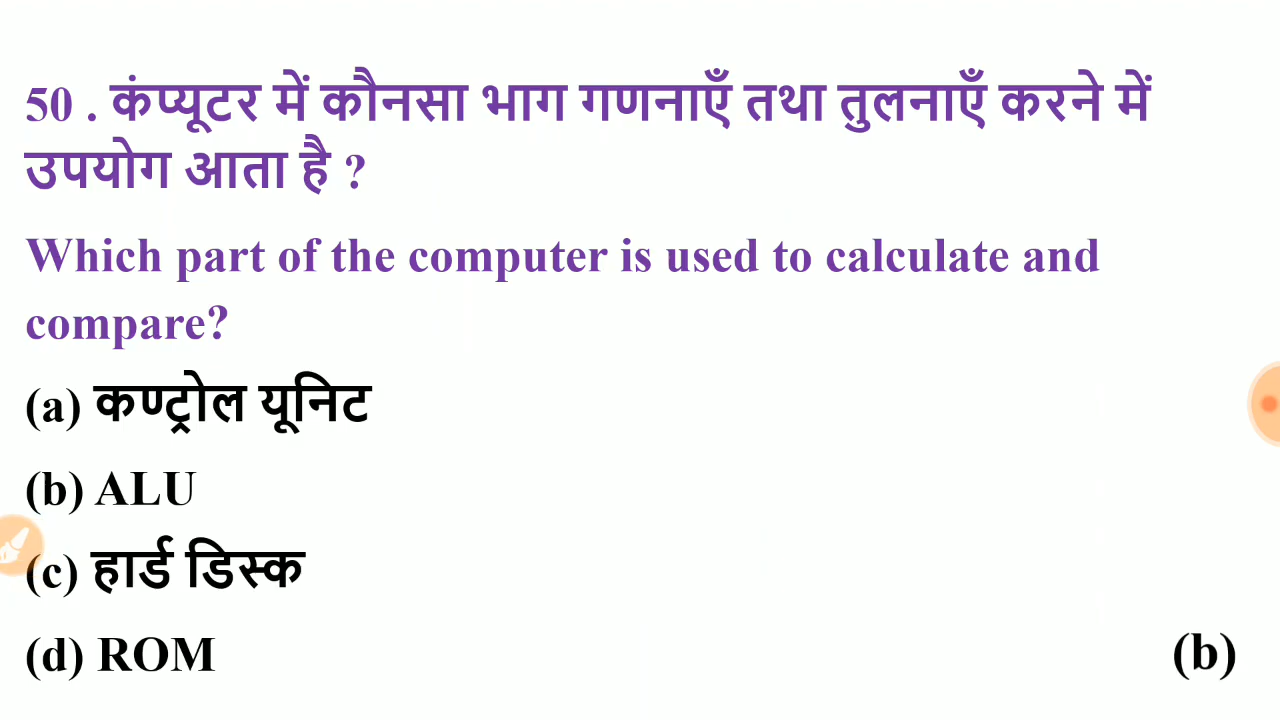 50 . कंप्यूटर में कौनसा भाग गणनाएँ तथा तुलनाएँ करने में
उपयोग आता है ?
Which part of the computer is used to calculate and
compare?
(a) कण्ट्रोल यूनिट
(b) ALU
(c) हार्ड डिस्क
(d) ROM
(b)